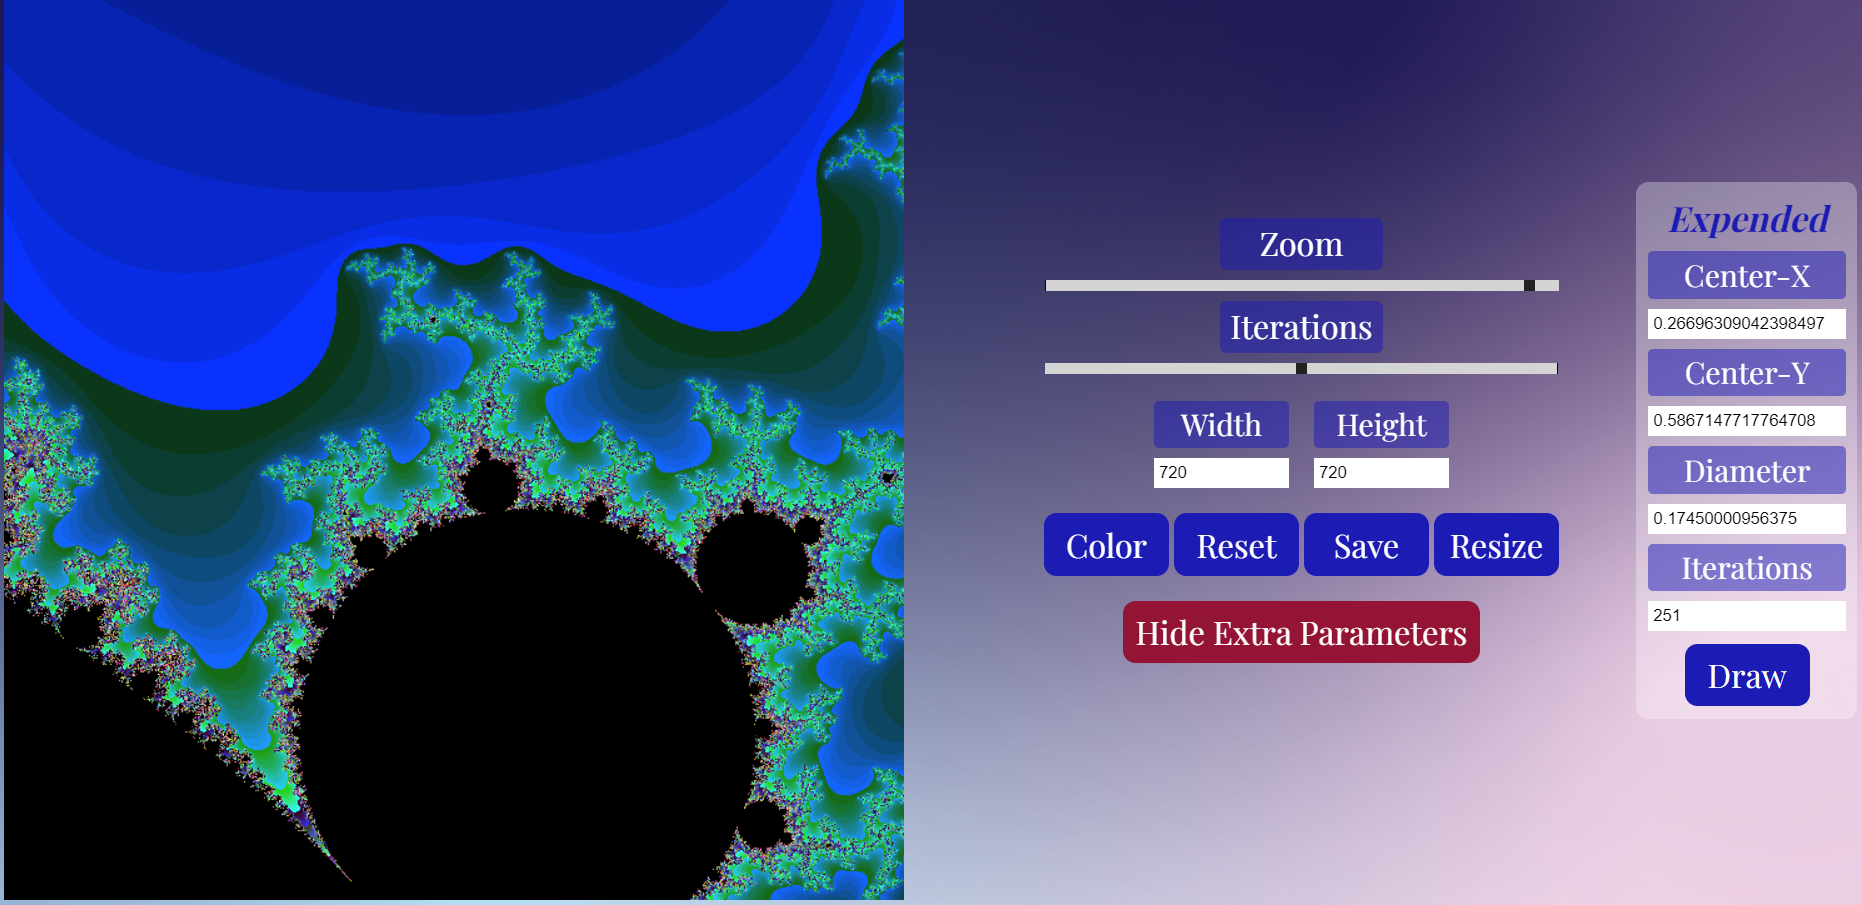 Zoom
Iterations
Width Height
720 720
Color Reset Save Resize
Hide Extra Parameters
Expended
Center-X
0.26696309042398497
Center-Y
0.5867147717764708
Diameter
0.17450000956375
Iterations
251
Draw